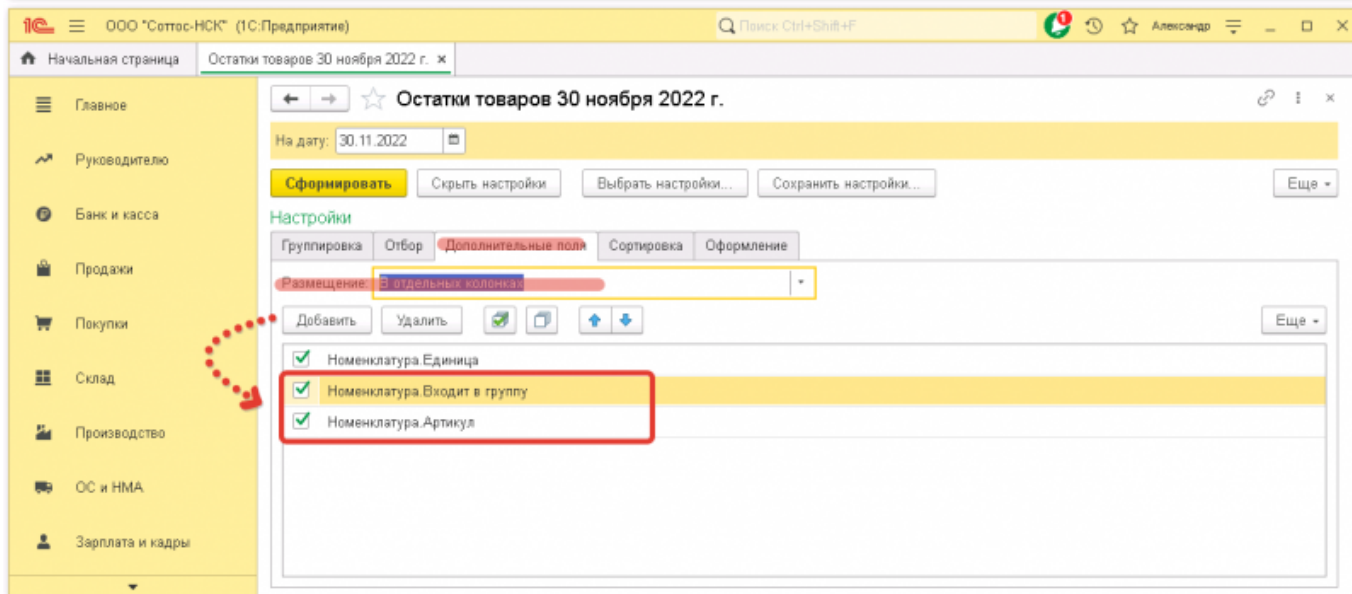 1С ООО "Соттос-НСК" (1С:Предприятие) Поиск Ctrl+Shift+F 1 Александр
Начальная страница Остатки товаров 30 ноября 2022 г. ×
Главное
Руководителю
Банк и касса
Продажи
Покупки
Склад
Производство
ОС и НМА
Зарплата и кадры
Остатки товаров 30 ноября 2022 г.
На дату: 30.11.2022
Сформировать Скрыть настройки Выбрать настройки... Сохранить настройки... Еще
Настройки
Группировка Отбор Дополнительные поля Сортировка Оформление
Размещение: В отдельных колонках
Добавить Удалить Еще
Номенклатура.Единица
Номенклатура.Входит в группу
Номенклатура.Артикул